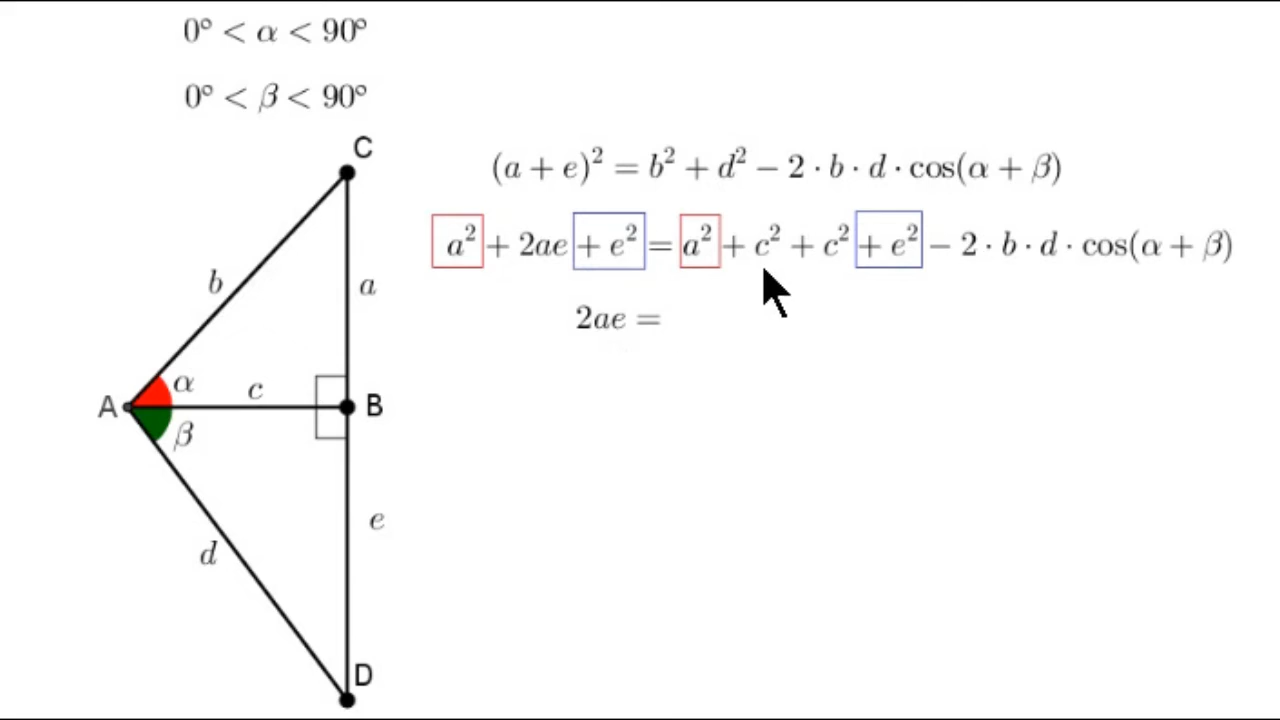 0° < α < 90°
0° < β < 90°
(a + e)² = b² + d² − 2 · b · d · cos(α + β)
a² + 2ae + e² = a² + c² + c² + e² − 2 · b · d · cos(α + β)
2ae =
C
b
a
α
c
A
B
β
e
d
D